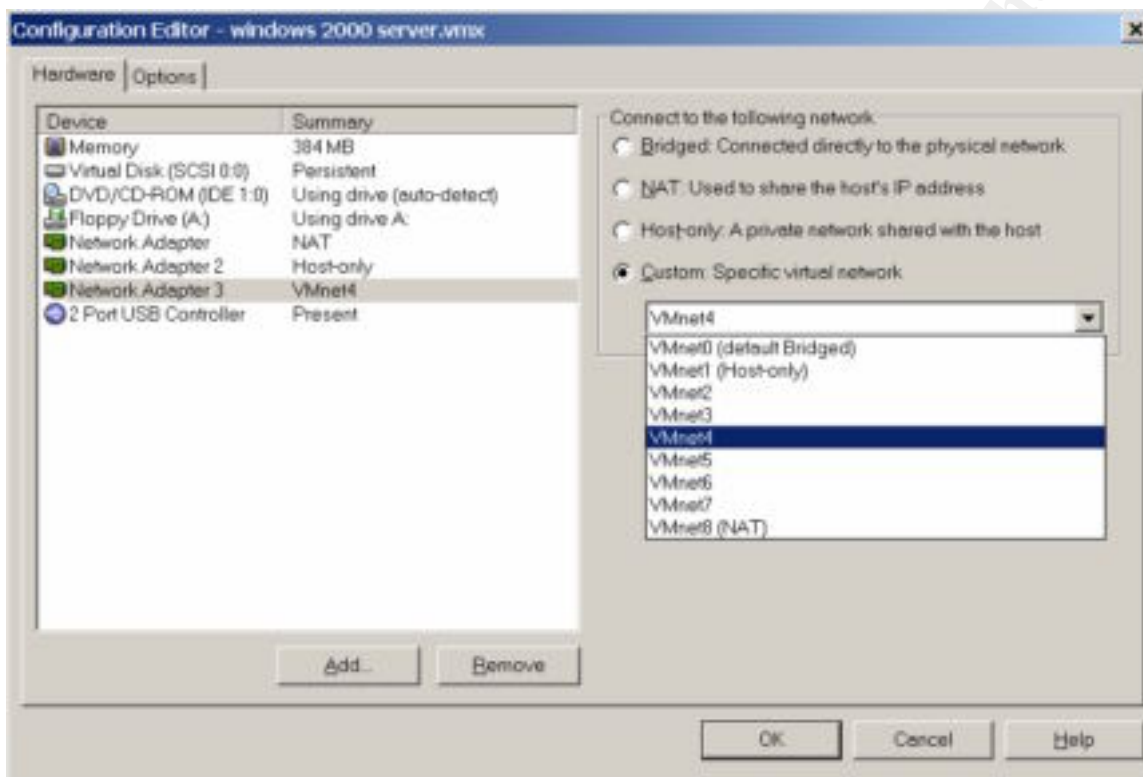 Configuration Editor - windows 2000 server.vmx
Hardware
Options
Device Summary
Memory 384 MB
Virtual Disk (SCSI 0:0) Persistent
DVD/CD-ROM (IDE 1:0) Using drive (auto-detect)
Floppy Drive (A:) Using drive A:
Network Adapter NAT
Network Adapter 2 Host-only
Network Adapter 3 VMnet4
2 Port USB Controller Present
Add...
Remove
Connect to the following network
Bridged: Connected directly to the physical network
NAT: Used to share the host's IP address
Host-only: A private network shared with the host
Custom: Specific virtual network
VMnet4
VMnet0 (default Bridged)
VMnet1 (Host-only)
VMnet2
VMnet3
VMnet4
VMnet5
VMnet6
VMnet7
VMnet8 (NAT)
OK
Cancel
Help